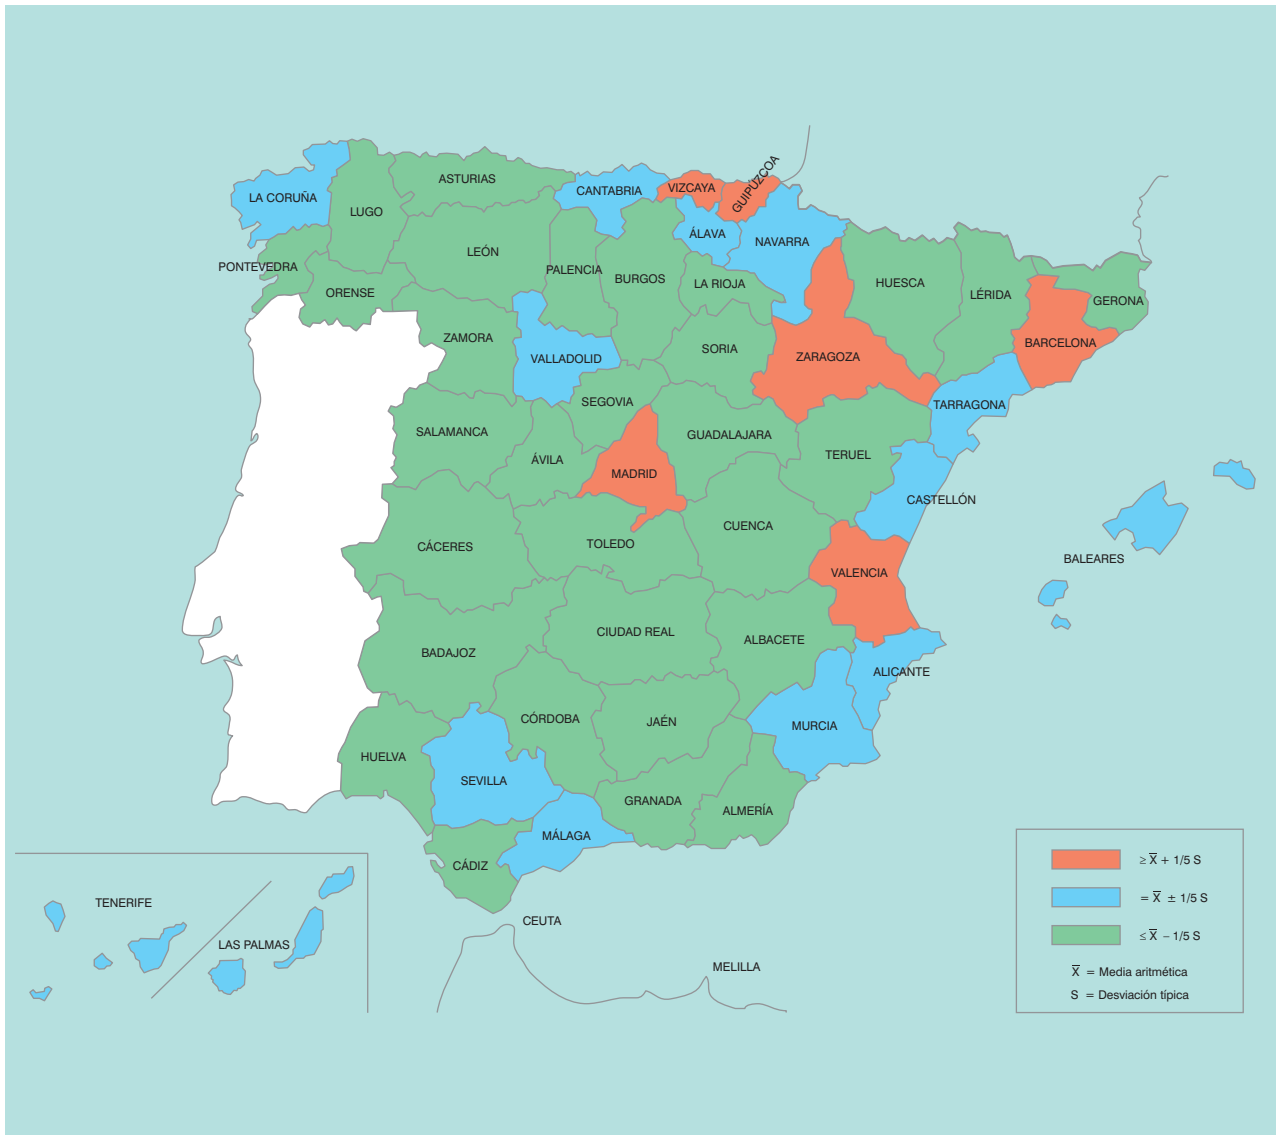 ASTURIAS
LA CORUÑA
LUGO
CANTABRIA
VIZCAYA
GUIPÚZCOA
ÁLAVA
NAVARRA
LEÓN
PONTEVEDRA
ORENSE
PALENCIA
BURGOS
LA RIOJA
HUESCA
LÉRIDA
GERONA
ZAMORA
VALLADOLID
SORIA
ZARAGOZA
BARCELONA
SEGOVIA
TARRAGONA
SALAMANCA
ÁVILA
GUADALAJARA
TERUEL
MADRID
CASTELLÓN
CUENCA
CÁCERES
TOLEDO
BALEARES
VALENCIA
CIUDAD REAL
ALBACETE
BADAJOZ
ALICANTE
CÓRDOBA
JAÉN
MURCIA
HUELVA
SEVILLA
GRANADA
ALMERÍA
MÁLAGA
CÁDIZ
TENERIFE
LAS PALMAS
CEUTA
MELILLA
≥ X̅ + 1/5 S
= X̅ ± 1/5 S
≤ X̅ – 1/5 S
X̅ = Media aritmética
S = Desviación típica